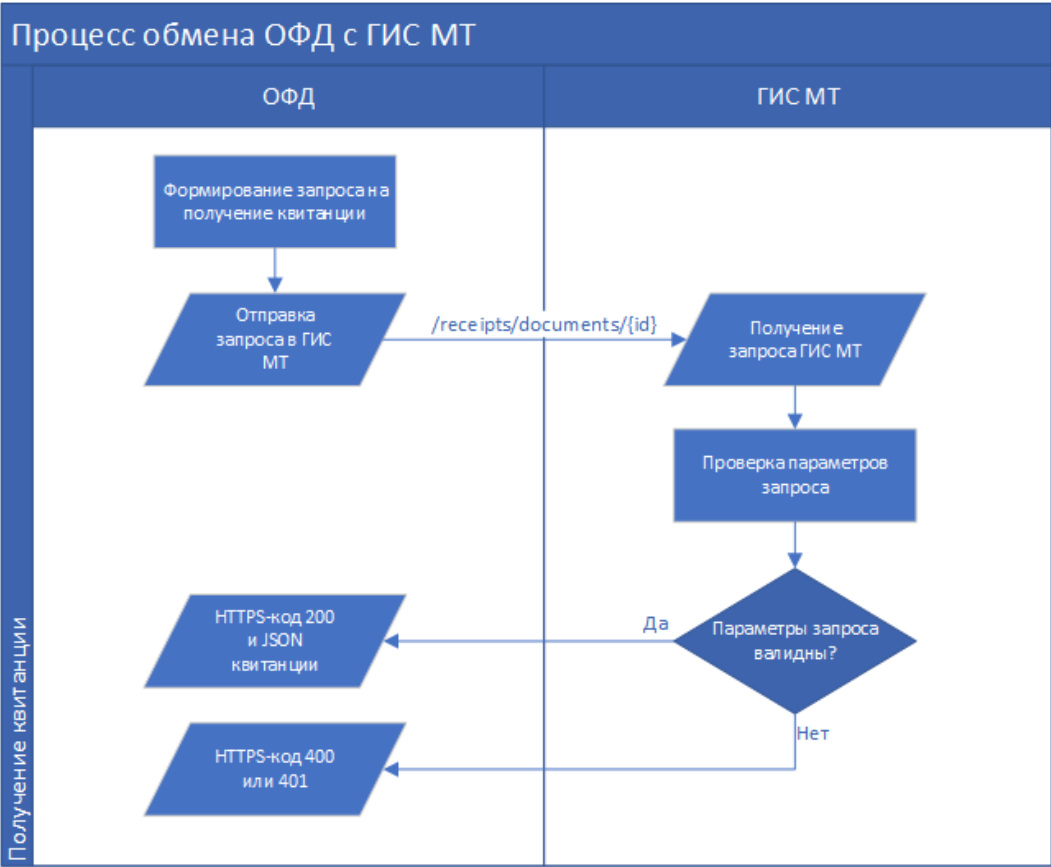 Процесс обмена ОФД с ГИС МТ
ОФД
ГИС МТ
Получение квитанции
Формирование запроса на
получение квитанции
Отправка
запроса в ГИС
МТ
/receipts/documents/{id}
Получение
запроса ГИС МТ
Проверка параметров
запроса
Параметры запроса
валидны?
Да
HTTPS-код 200
и JSON
квитанции
Нет
HTTPS-код 400
или 401